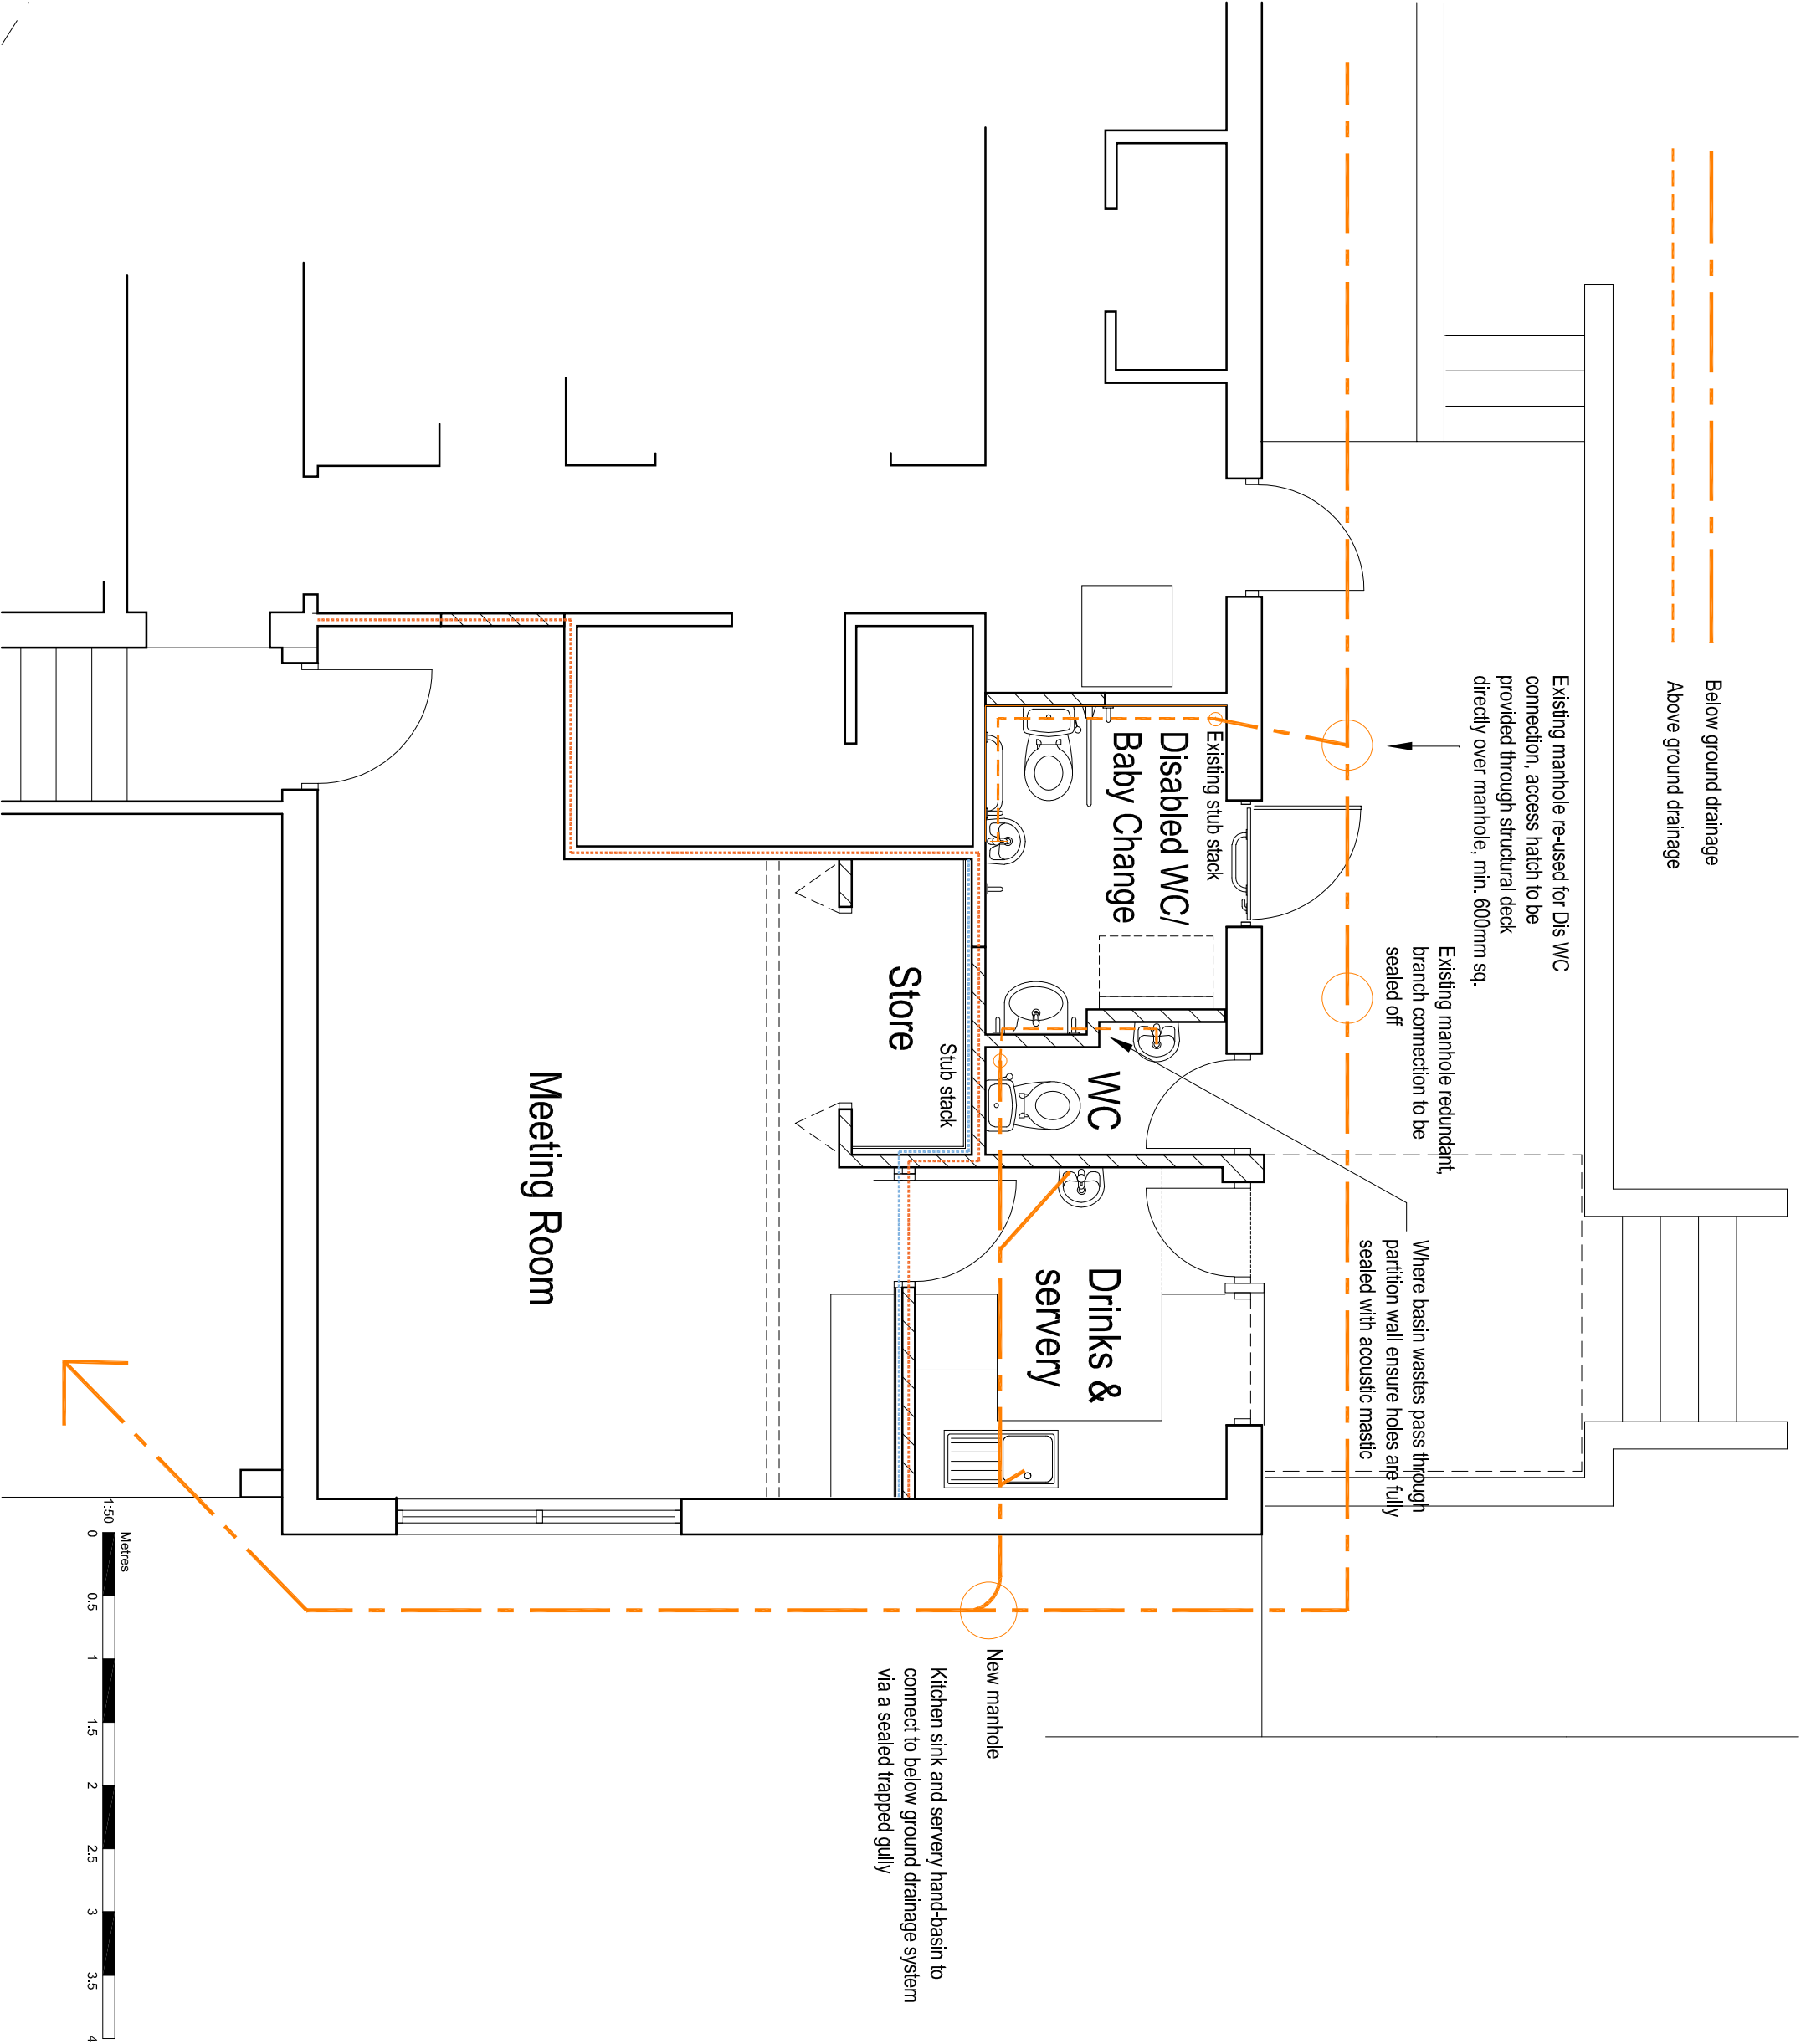 Below ground drainage
Above ground drainage
Existing manhole re-used for Dis WC
connection, access hatch to be
provided through structural deck
directly over manhole, min. 600mm sq.
Existing manhole redundant,
branch connection to be
sealed off
Where basin wastes pass through
partition wall ensure holes are fully
sealed with acoustic mastic
Existing stub stack
Disabled WC/
Baby Change
WC
Drinks &
servery
Store
Stub stack
Meeting Room
New manhole
Kitchen sink and servery hand-basin to
connect to below ground drainage system
via a sealed trapped gully
Metres
1:50
0 0.5 1 1.5 2 2.5 3 3.5 4